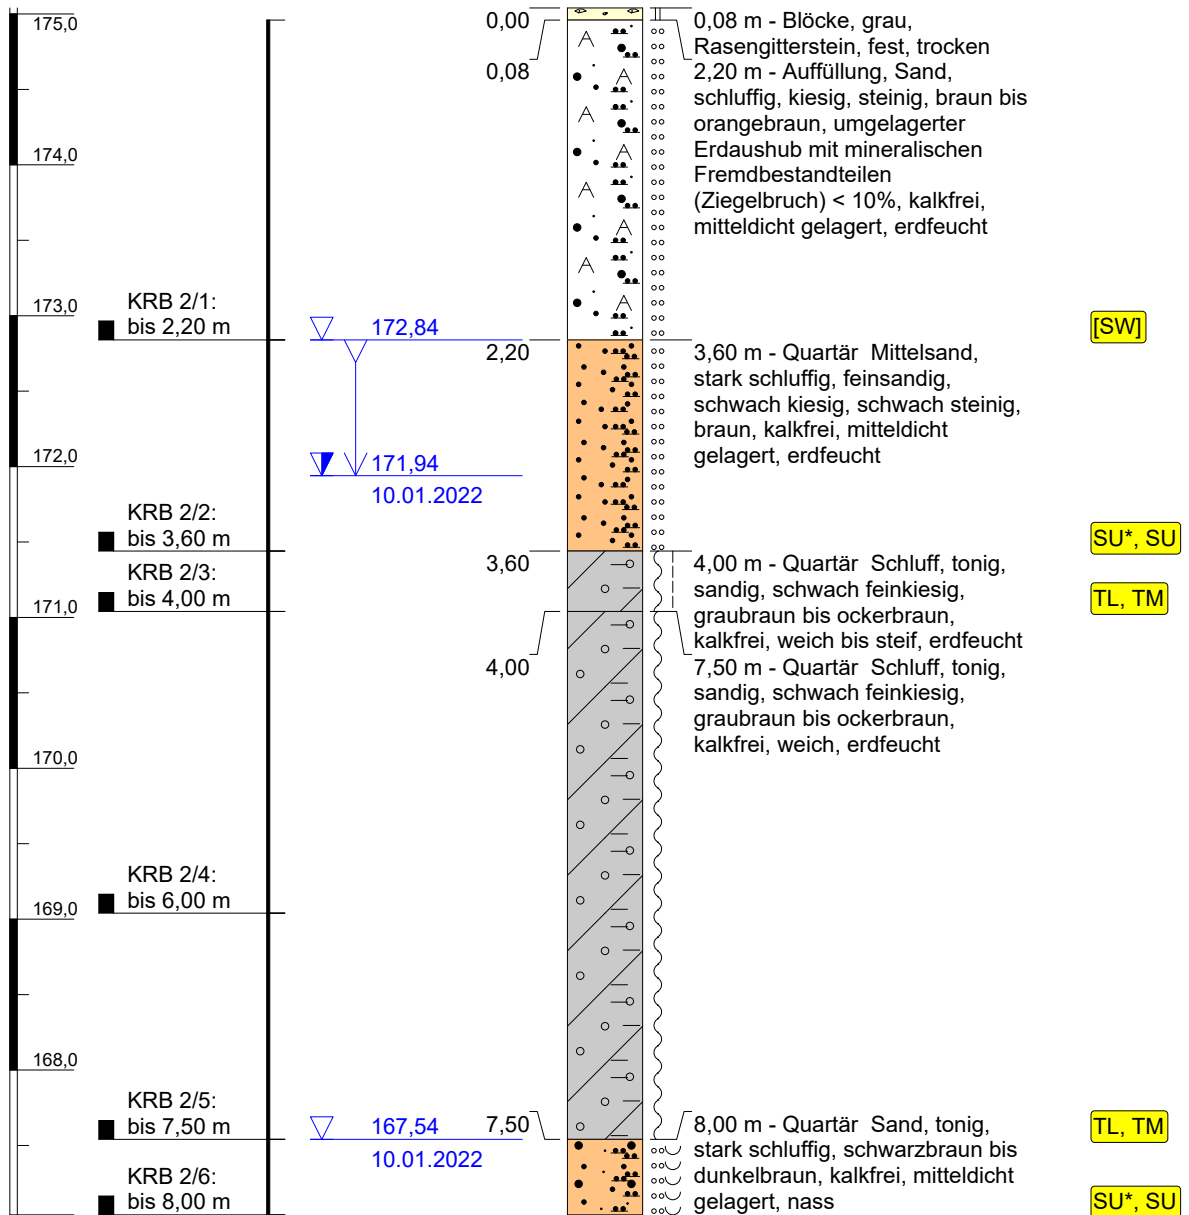 175,0
174,0
173,0
172,0
171,0
170,0
169,0
168,0
KRB 2/1:
bis 2,20 m
KRB 2/2:
bis 3,60 m
KRB 2/3:
bis 4,00 m
KRB 2/4:
bis 6,00 m
KRB 2/5:
bis 7,50 m
KRB 2/6:
bis 8,00 m
172,84
171,94
10.01.2022
167,54
10.01.2022
0,00
0,08
2,20
3,60
4,00
7,50
0,08 m - Blöcke, grau,
Rasengitterstein, fest, trocken
2,20 m - Auffüllung, Sand,
schluffig, kiesig, steinig, braun bis
orangebraun, umgelagerter
Erdaushub mit mineralischen
Fremdbestandteilen
(Ziegelbruch) < 10%, kalkfrei,
mitteldicht gelagert, erdfeucht
3,60 m - Quartär  Mittelsand,
stark schluffig, feinsandig,
schwach kiesig, schwach steinig,
braun, kalkfrei, mitteldicht
gelagert, erdfeucht
4,00 m - Quartär  Schluff, tonig,
sandig, schwach feinkiesig,
graubraun bis ockerbraun,
kalkfrei, weich bis steif, erdfeucht
7,50 m - Quartär  Schluff, tonig,
sandig, schwach feinkiesig,
graubraun bis ockerbraun,
kalkfrei, weich, erdfeucht
8,00 m - Quartär  Sand, tonig,
stark schluffig, schwarzbraun bis
dunkelbraun, kalkfrei, mitteldicht
gelagert, nass
[SW]
SU*, SU
TL, TM
TL, TM
SU*, SU